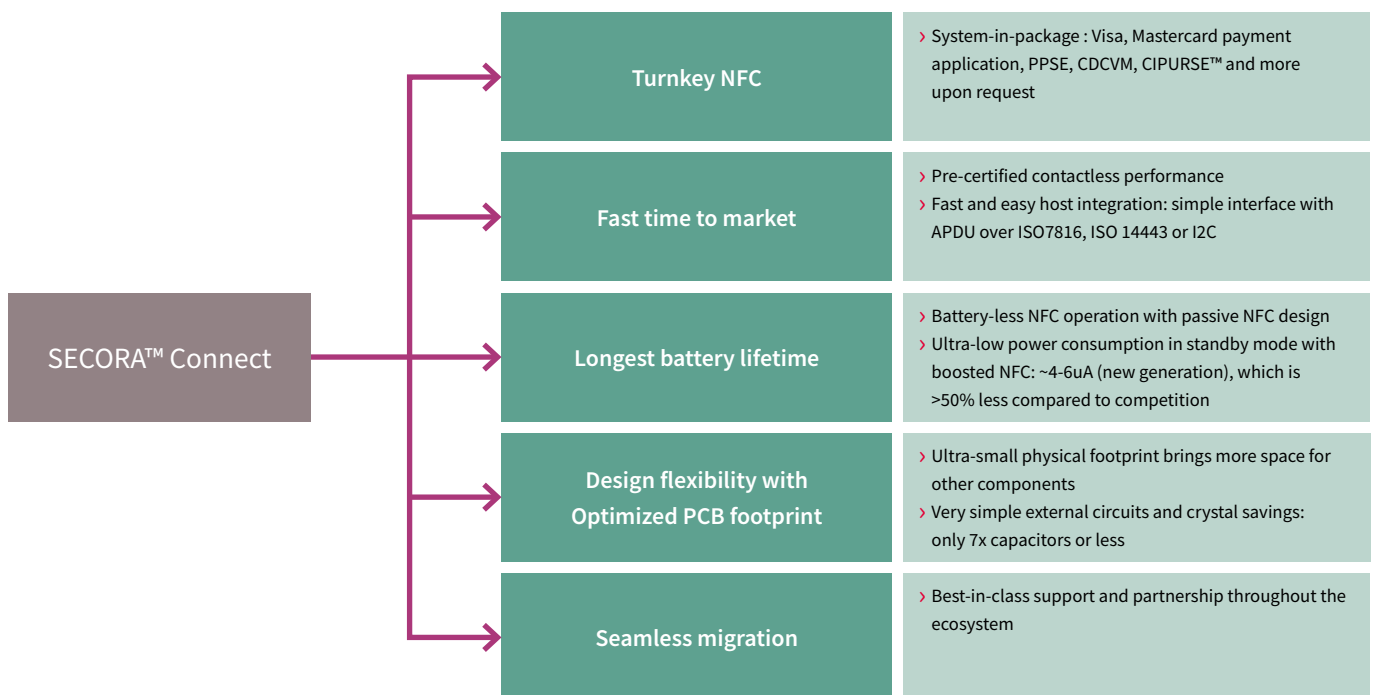 SECORA™ Connect
Turnkey NFC
› System-in-package : Visa, Mastercard payment
application, PPSE, CDCVM, CIPURSE™ and more
upon request
Fast time to market
› Pre-certified contactless performance
› Fast and easy host integration: simple interface with
APDU over ISO7816, ISO 14443 or I2C
Longest battery lifetime
› Battery-less NFC operation with passive NFC design
› Ultra-low power consumption in standby mode with
boosted NFC: ~4-6uA (new generation), which is
>50% less compared to competition
Design flexibility with
Optimized PCB footprint
› Ultra-small physical footprint brings more space for
other components
› Very simple external circuits and crystal savings:
only 7x capacitors or less
Seamless migration
› Best-in-class support and partnership throughout the
ecosystem